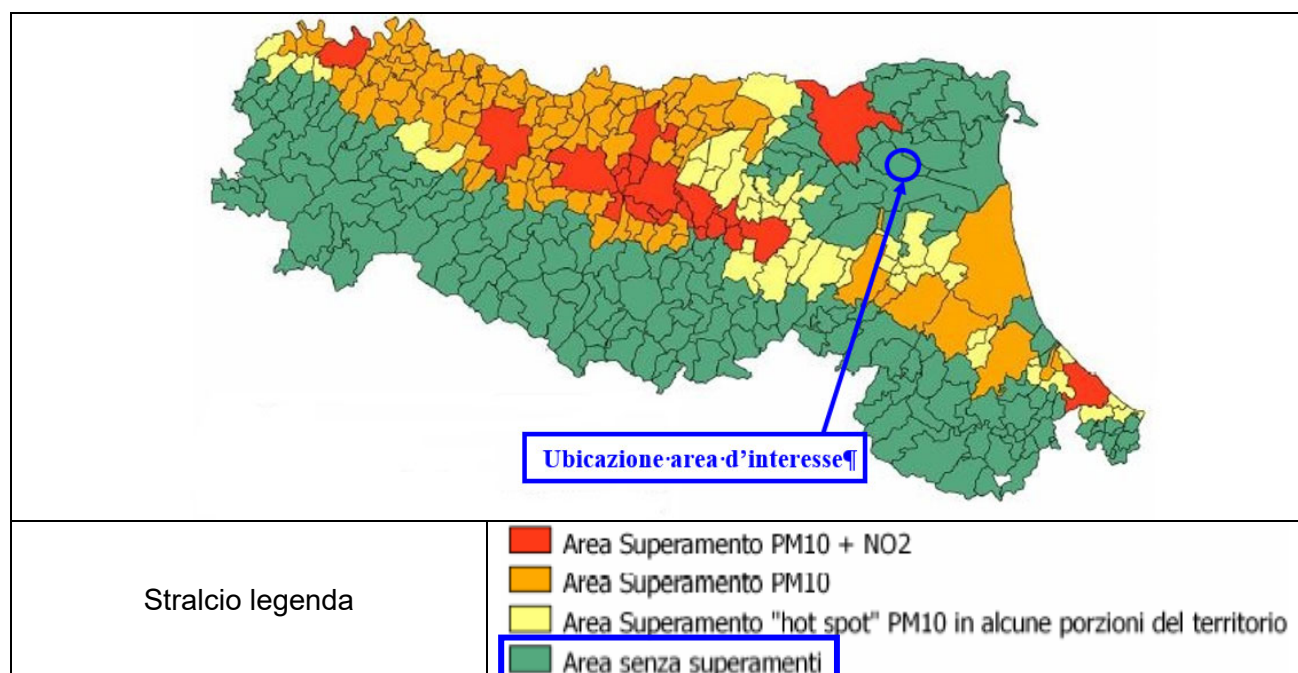 Ubicazione·area·d’interesse¶
Stralcio legenda
Area Superamento PM10 + NO2
Area Superamento PM10
Area Superamento "hot spot" PM10 in alcune porzioni del territorio
Area senza superamenti